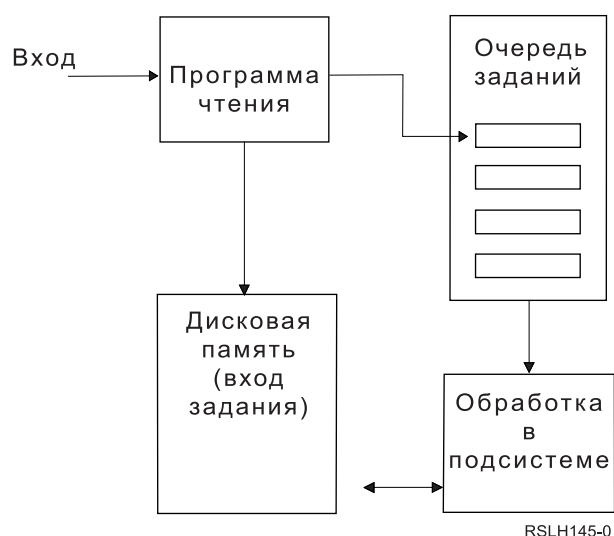 Вход
Программа
чтения
Очередь
заданий
Дисковая
память
(вход
задания)
Обработка
в
подсистеме
RSLH145-0